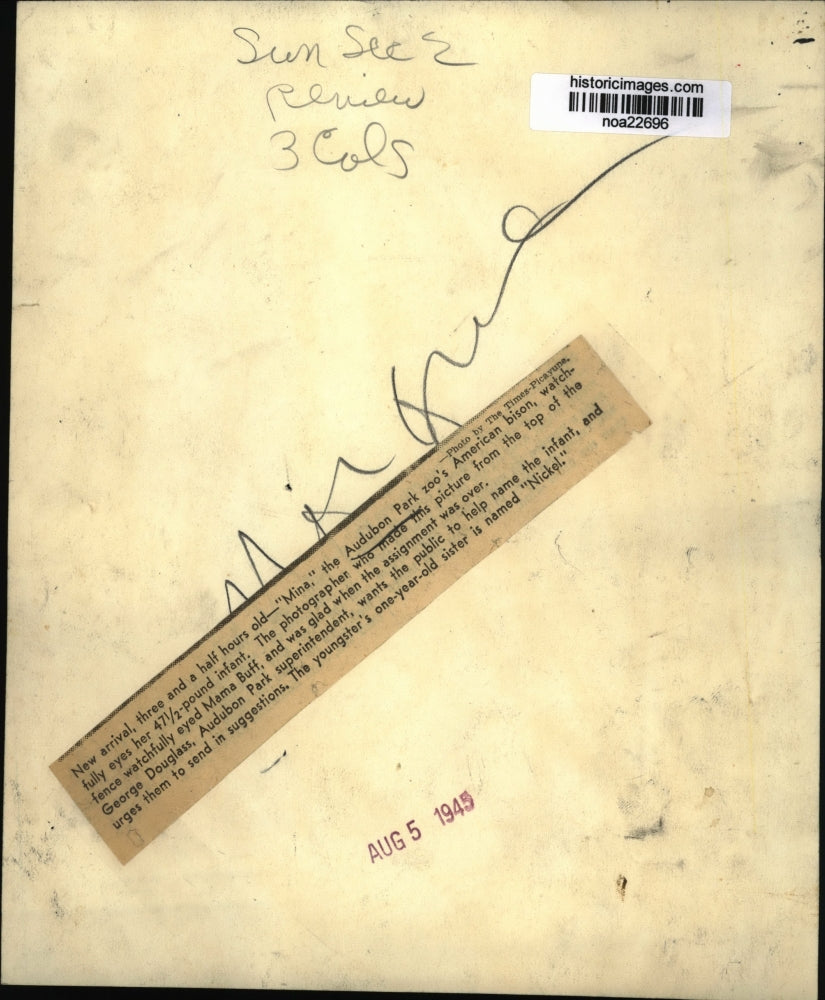 Sun Sec 2
Review
3 Cols
historicimages.com
noa22696
—Photo by The Times-Picayune.
New arrival, three and a half hours old—"Mina," the Audubon Park zoo's American bison, watch-
fully eyes her 47 1/2-pound infant. The photographer who made this picture from the top of the
fence watchfully eyed Mama Buff, and was glad when the assignment was over.
George Douglass, Audubon Park superintendent, wants the public to help name the infant, and
urges them to send in suggestions. The youngster's one-year-old sister is named "Nickel."
AUG 5 1945